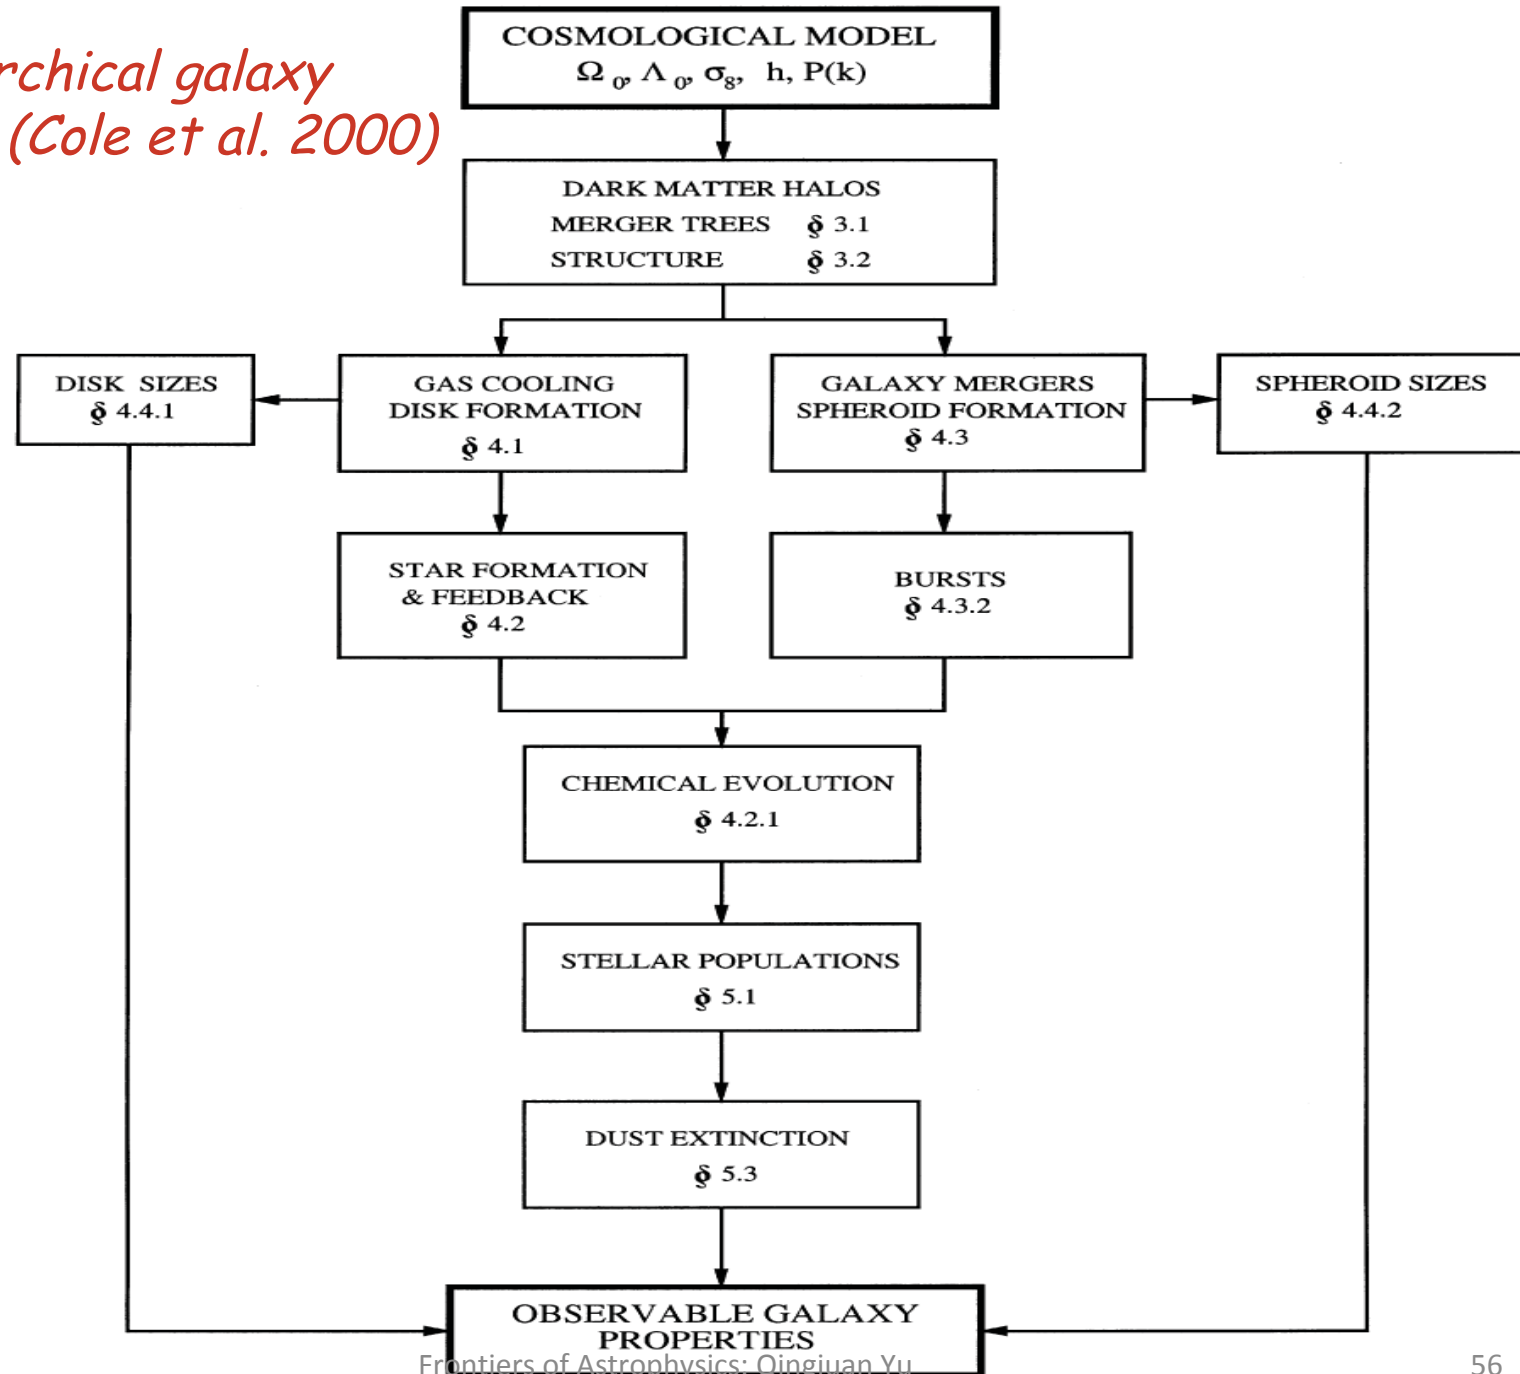 rchical galaxy
(Cole et al. 2000)
COSMOLOGICAL MODEL
Ω₀, Λ₀, σ₈, h, P(k)
DARK MATTER HALOS
MERGER TREES § 3.1
STRUCTURE § 3.2
DISK SIZES
§ 4.4.1
GAS COOLING
DISK FORMATION
§ 4.1
GALAXY MERGERS
SPHEROID FORMATION
§ 4.3
SPHEROID SIZES
§ 4.4.2
STAR FORMATION
& FEEDBACK
§ 4.2
BURSTS
§ 4.3.2
CHEMICAL EVOLUTION
§ 4.2.1
STELLAR POPULATIONS
§ 5.1
DUST EXTINCTION
§ 5.3
OBSERVABLE GALAXY
PROPERTIES
Frontiers of Astrophysics: Qingjuan Yu
56